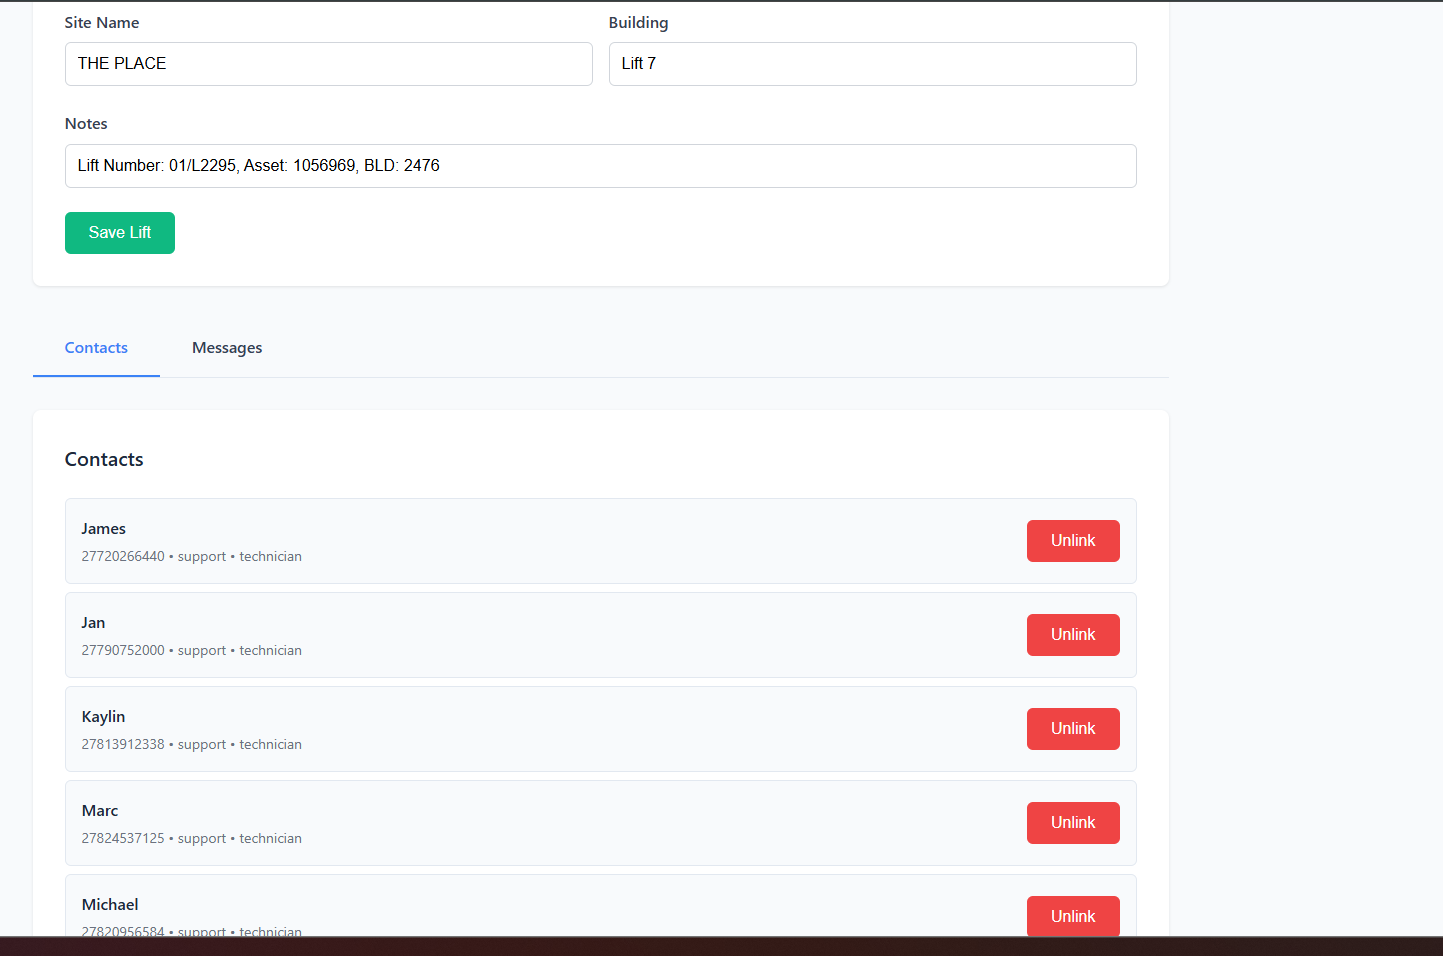 Site Name
Building
THE PLACE
Lift 7
Notes
Lift Number: 01/L2295, Asset: 1056969, BLD: 2476
Save Lift
Contacts
Messages
Contacts
James
27720266440 • support • technician
Unlink
Jan
27790752000 • support • technician
Unlink
Kaylin
27813912338 • support • technician
Unlink
Marc
27824537125 • support • technician
Unlink
Michael
27820956584 • support • technician
Unlink